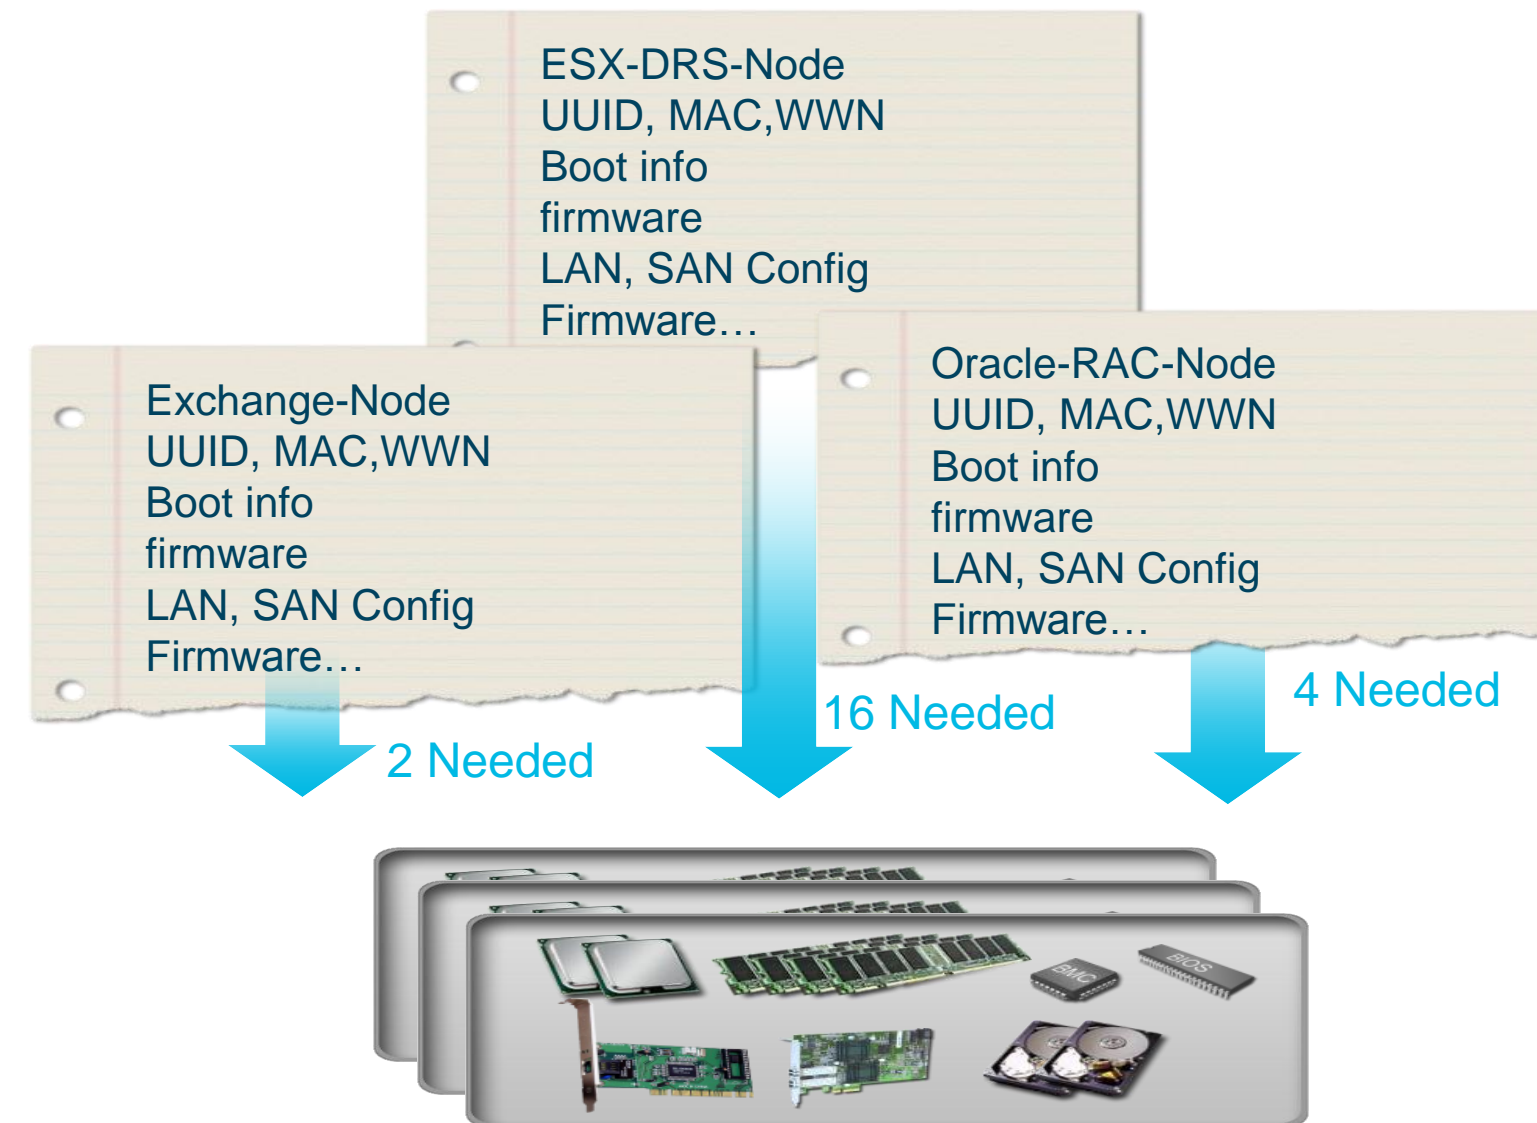 ESX-DRS-Node
UUID, MAC,WWN
Boot info
firmware
LAN, SAN Config
Firmware…
Exchange-Node
UUID, MAC,WWN
Boot info
firmware
LAN, SAN Config
Firmware…
Oracle-RAC-Node
UUID, MAC,WWN
Boot info
firmware
LAN, SAN Config
Firmware…
2 Needed
16 Needed
4 Needed
BMC
BIOS